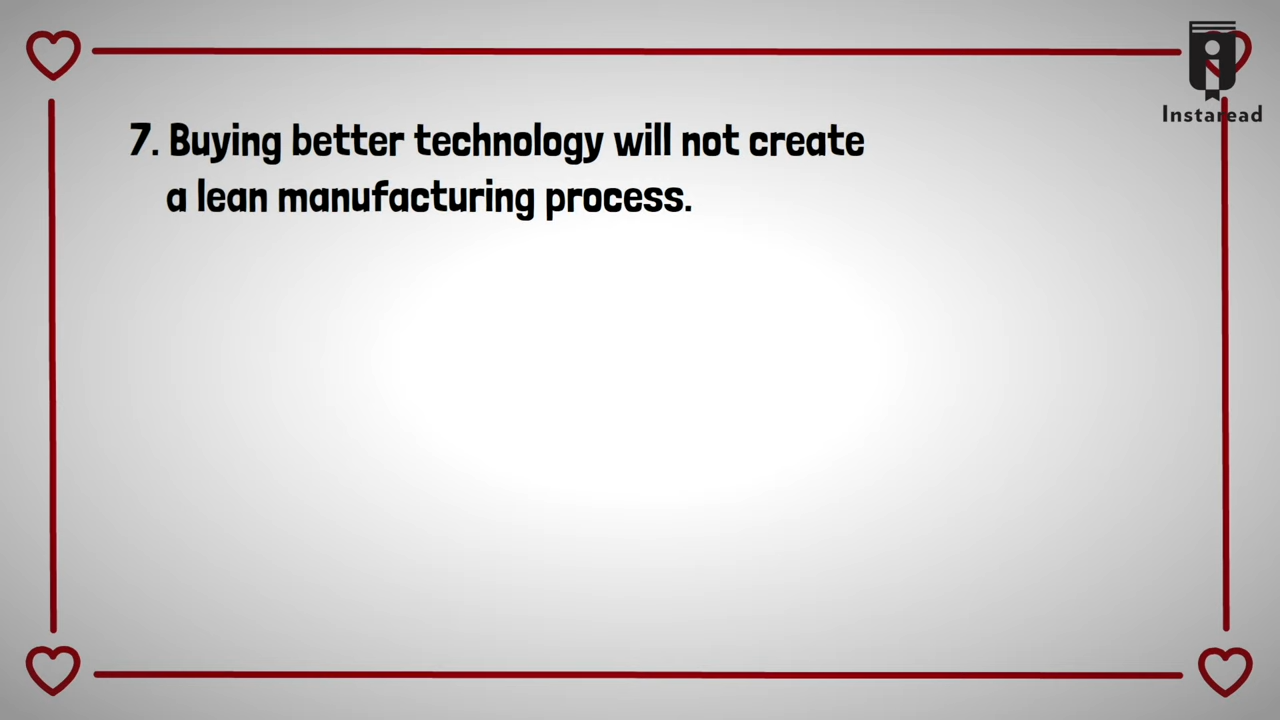 Instaread
7. Buying better technology will not create
a lean manufacturing process.